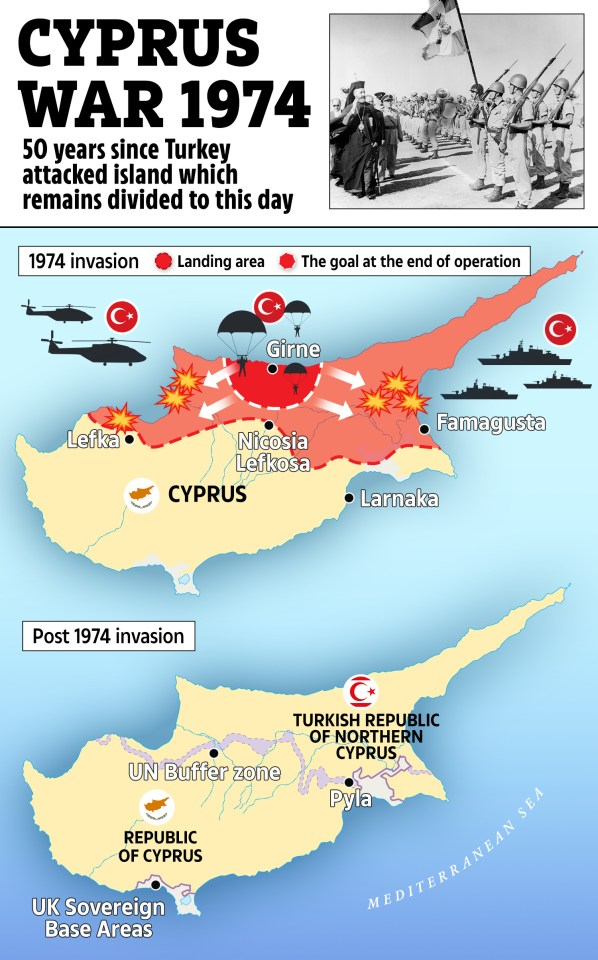 CYPRUS
WAR 1974
50 years since Turkey
attacked island which
remains divided to this day
1974 invasion
Landing area
The goal at the end of operation
Girne
Lefka
Nicosia
Lefkosa
Famagusta
CYPRUS
Larnaka
Post 1974 invasion
TURKISH REPUBLIC
OF NORTHERN
CYPRUS
UN Buffer zone
Pyla
REPUBLIC
OF CYPRUS
UK Sovereign
Base Areas
MEDITERRANEAN SEA